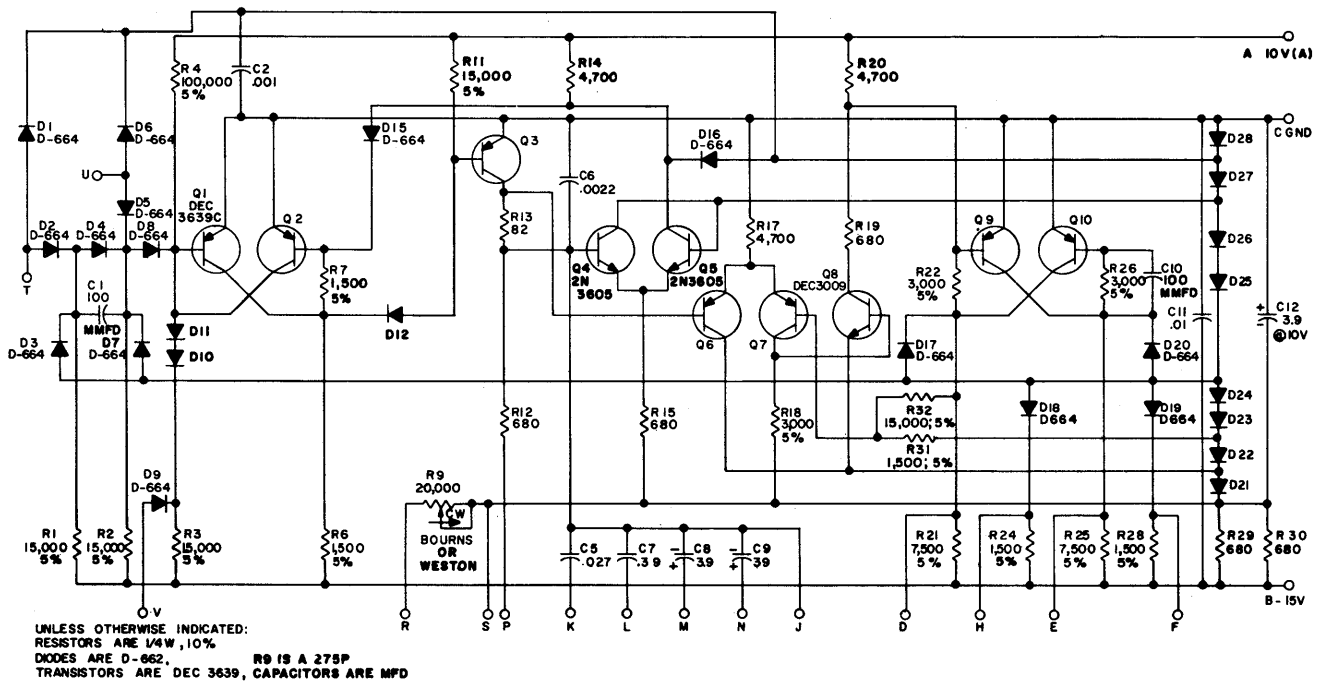 A 10V(A)
R4
100,000
5%
C2
.001
R11
15,000
5%
R14
4,700
R20
4,700
C GND
D1
D-664
D6
D-664
D15
D-664
Q3
D16
D-664
D28
U
D27
D5
D-664
Q1
DEC
3639C
Q2
C6
.0022
R13
82
R17
4,700
R19
680
Q9
Q10
D2
D-664
D4
D-664
D8
D-664
D26
T
R7
1,500
5%
Q4
2N
3605
Q5
2N3605
Q8
DEC3009
R22
3,000
5%
R26
3,000
5%
C10
100
MMFD
D25
C1
100
MMFD
D11
D12
Q6
Q7
C11
.01
C12
3.9
@10V
D3
D-664
D7
D-664
D10
D17
D-664
D20
D-664
R12
680
R15
680
R18
3,000
5%
R32
15,000; 5%
R31
1,500; 5%
D18
D664
D19
D664
D24
D23
D22
D21
D9
D-664
R9
20,000
CW
BOURNS
OR
WESTON
R1
15,000
5%
R2
15,000
5%
R3
15,000
5%
R6
1,500
5%
C5
.027
C7
.39
C8
3.9
C9
39
R21
7,500
5%
R24
1,500
5%
R25
7,500
5%
R28
1,500
5%
R29
680
R30
680
B-15V
V
R
S
P
K
L
M
N
J
D
H
E
F
UNLESS OTHERWISE INDICATED:
RESISTORS ARE 1/4W, 10%
DIODES ARE D-662, R9 IS A 275P
TRANSISTORS ARE DEC 3639, CAPACITORS ARE MFD